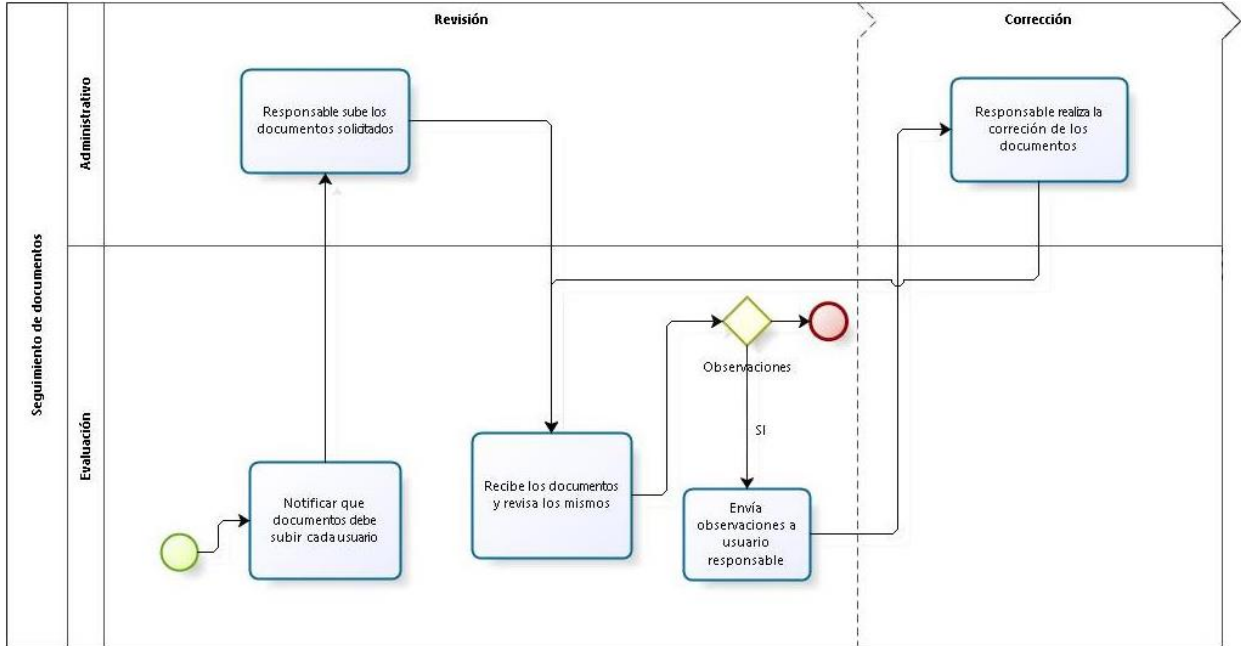 Revisión
Corrección
Seguimiento de documentos
Administrativo
Responsable sube los
documentos solicitados
Responsable realiza la
correción de los
documentos
Evaluación
Notificar que
documentos debe
subir cada usuario
Recibe los documentos
y revisa los mismos
Observaciones
SI
Envía
observaciones a
usuario
responsable